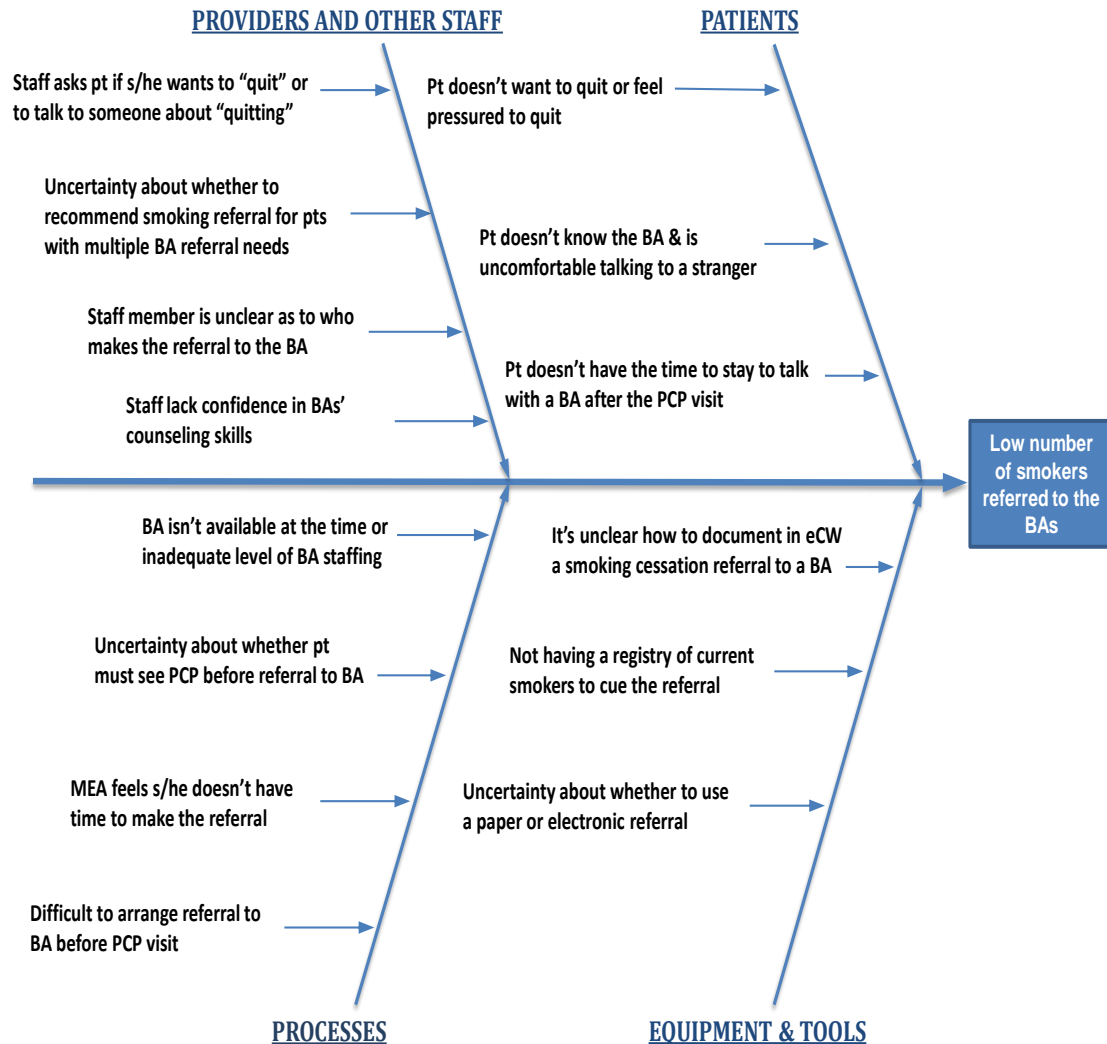 PROVIDERS AND OTHER STAFF
PATIENTS
Staff asks pt if s/he wants to “quit” or
to talk to someone about “quitting”
Uncertainty about whether to
recommend smoking referral for pts
with multiple BA referral needs
Staff member is unclear as to who
makes the referral to the BA
Staff lack confidence in BAs’
counseling skills
Pt doesn’t want to quit or feel
pressured to quit
Pt doesn’t know the BA & is
uncomfortable talking to a stranger
Pt doesn’t have the time to stay to talk
with a BA after the PCP visit
Low number
of smokers
referred to the
BAs
BA isn’t available at the time or
inadequate level of BA staffing
Uncertainty about whether pt
must see PCP before referral to BA
MEA feels s/he doesn’t have
time to make the referral
Difficult to arrange referral to
BA before PCP visit
It’s unclear how to document in eCW
a smoking cessation referral to a BA
Not having a registry of current
smokers to cue the referral
Uncertainty about whether to use
a paper or electronic referral
PROCESSES
EQUIPMENT & TOOLS